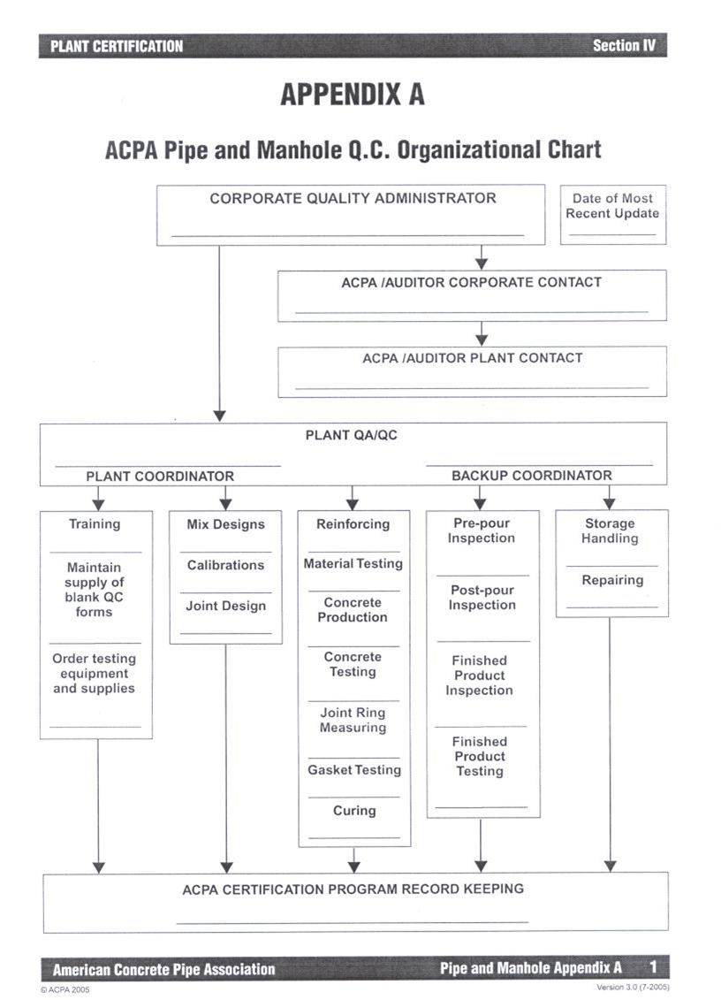 PLANT CERTIFICATION Section IV
APPENDIX A
ACPA Pipe and Manhole Q.C. Organizational Chart
CORPORATE QUALITY ADMINISTRATOR
Date of Most
Recent Update
ACPA /AUDITOR CORPORATE CONTACT
ACPA /AUDITOR PLANT CONTACT
PLANT QA/QC
PLANT COORDINATOR BACKUP COORDINATOR
Training
Maintain
supply of
blank QC
forms
Order testing
equipment
and supplies
Mix Designs
Calibrations
Joint Design
Reinforcing
Material Testing
Concrete
Production
Concrete
Testing
Joint Ring
Measuring
Gasket Testing
Curing
Pre-pour
Inspection
Post-pour
Inspection
Finished
Product
Inspection
Finished
Product
Testing
Storage
Handling
Repairing
ACPA CERTIFICATION PROGRAM RECORD KEEPING
American Concrete Pipe Association Pipe and Manhole Appendix A 1
© ACPA 2005 Version 3.0 (7-2005)